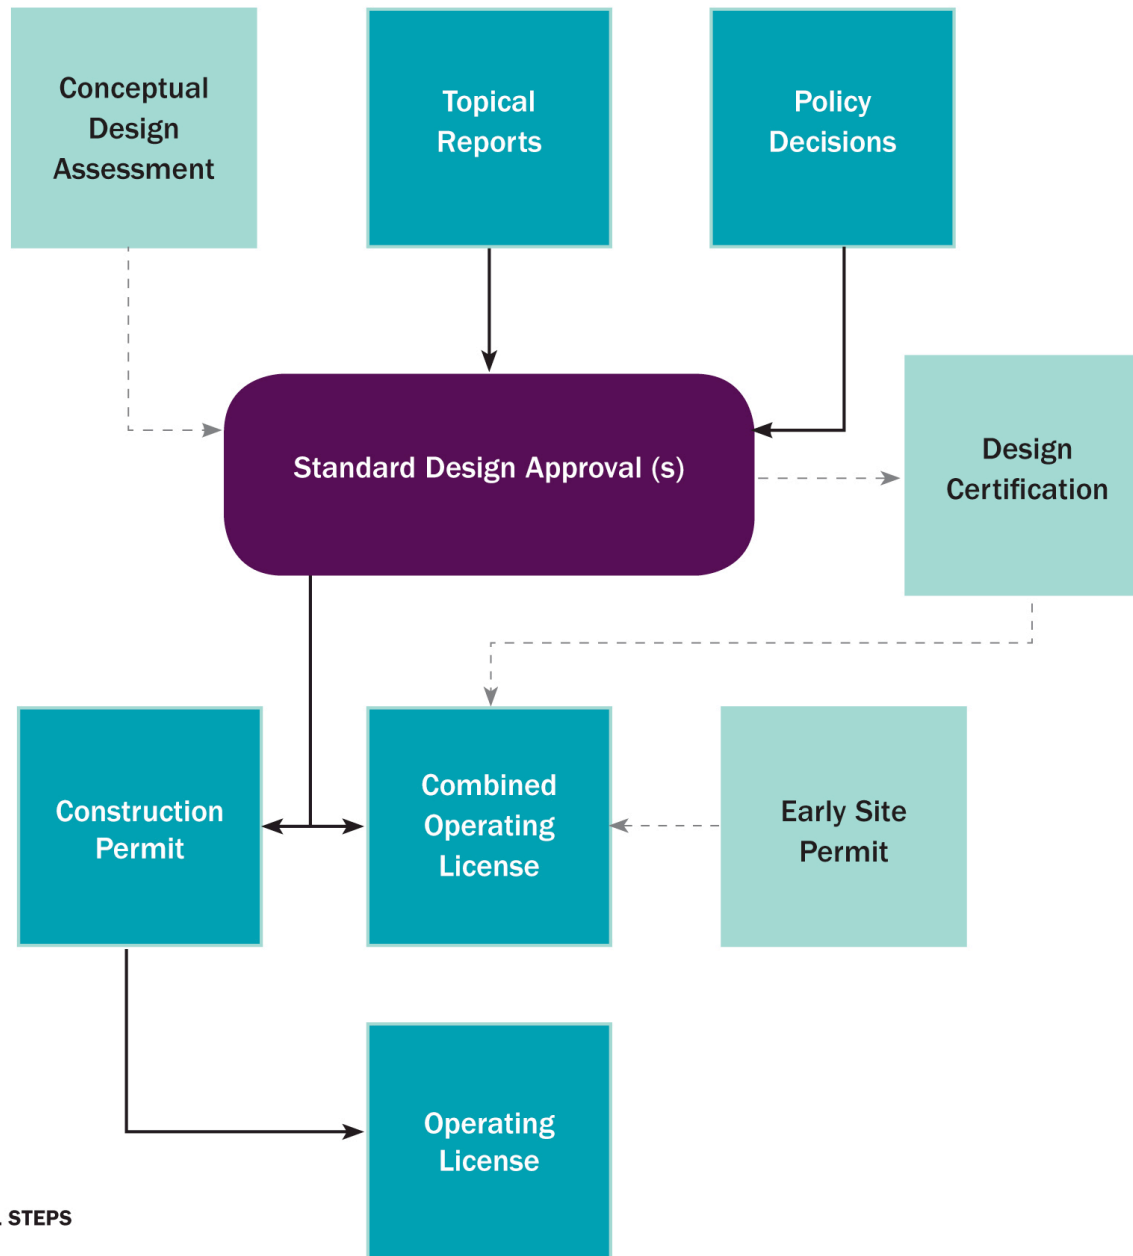 Conceptual
Design
Assessment
Topical
Reports
Policy
Decisions
Standard Design Approval (s)
Design
Certification
Construction
Permit
Combined
Operating
License
Early Site
Permit
Operating
License
STEPS